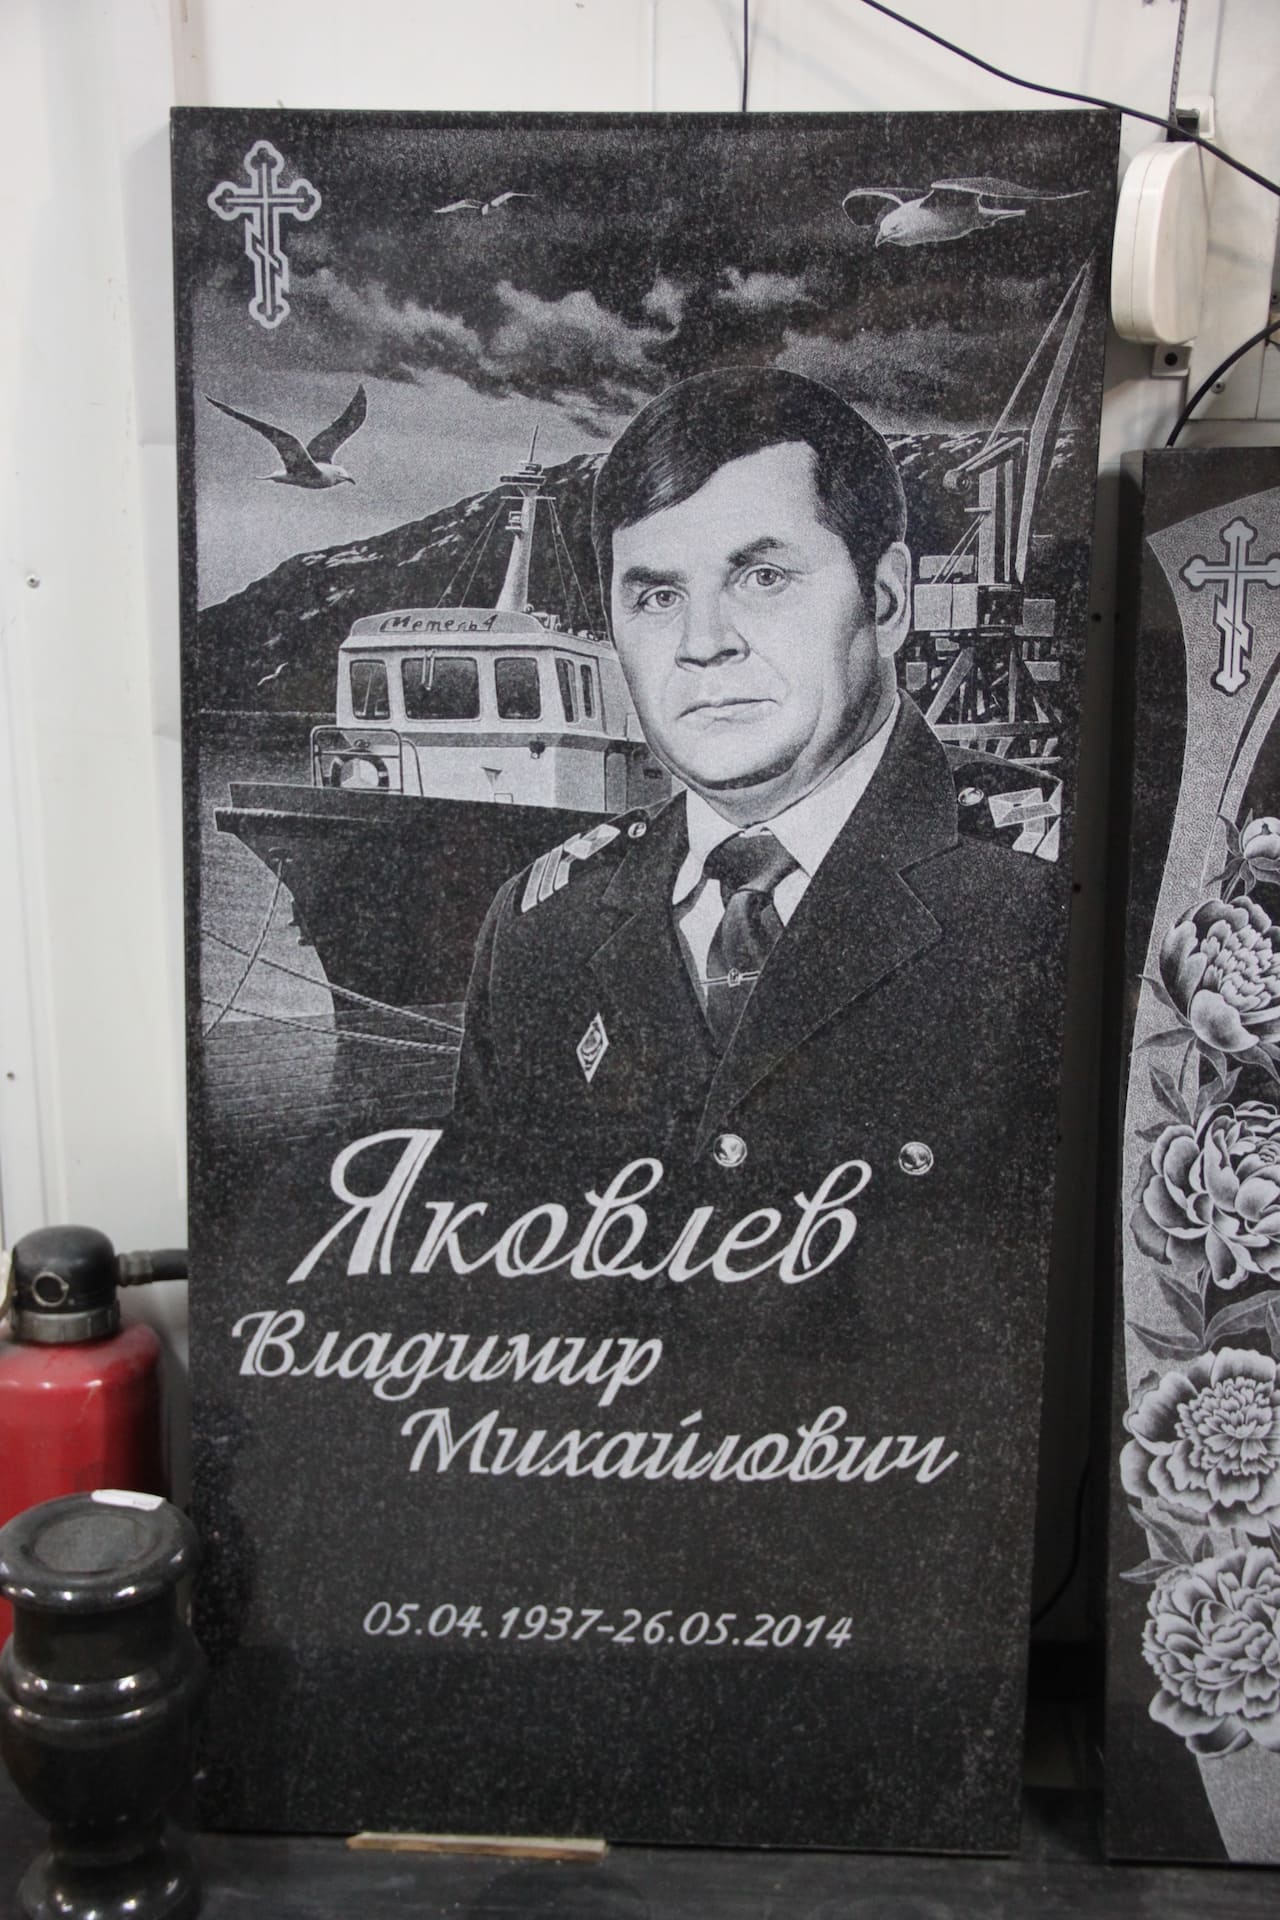 Метель 4
Яковлев
Владимир
Михайлович
05.04.1937-26.05.2014